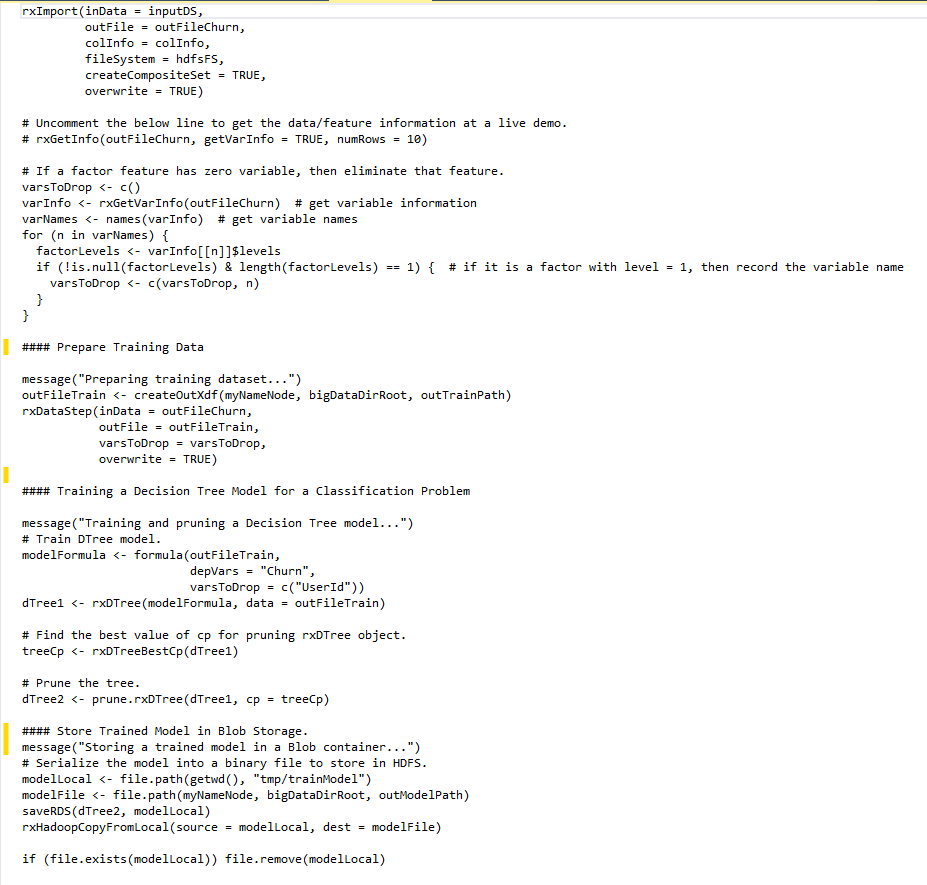 rxImport(inData = inputDS,
         outFile = outFileChurn,
         colInfo = colInfo,
         fileSystem = hdfsFS,
         createCompositeSet = TRUE,
         overwrite = TRUE)

# Uncomment the below line to get the data/feature information at a live demo.
# rxGetInfo(outFileChurn, getVarInfo = TRUE, numRows = 10)

# If a factor feature has zero variable, then eliminate that feature.
varsToDrop <- c()
varInfo <- rxGetVarInfo(outFileChurn)  # get variable information
varNames <- names(varInfo)  # get variable names
for (n in varNames) {
  factorLevels <- varInfo[[n]]$levels
  if (!is.null(factorLevels) & length(factorLevels) == 1) {  # if it is a factor with level = 1, then record the variable name
    varsToDrop <- c(varsToDrop, n)
  }
}

#### Prepare Training Data

message("Preparing training dataset...")
outFileTrain <- createOutXdf(myNameNode, bigDataDirRoot, outTrainPath)
rxDataStep(inData = outFileChurn,
           outFile = outFileTrain,
           varsToDrop = varsToDrop,
           overwrite = TRUE)

#### Training a Decision Tree Model for a Classification Problem

message("Training and pruning a Decision Tree model...")
# Train DTree model.
modelFormula <- formula(outFileTrain,
                        depVars = "Churn",
                        varsToDrop = c("UserId"))
dTree1 <- rxDTree(modelFormula, data = outFileTrain)

# Find the best value of cp for pruning rxDTree object.
treeCp <- rxDTreeBestCp(dTree1)

# Prune the tree.
dTree2 <- prune.rxDTree(dTree1, cp = treeCp)

#### Store Trained Model in Blob Storage.
message("Storing a trained model in a Blob container...")
# Serialize the model into a binary file to store in HDFS.
modelLocal <- file.path(getwd(), "tmp/trainModel")
modelFile <- file.path(myNameNode, bigDataDirRoot, outModelPath)
saveRDS(dTree2, modelLocal)
rxHadoopCopyFromLocal(source = modelLocal, dest = modelFile)

if (file.exists(modelLocal)) file.remove(modelLocal)